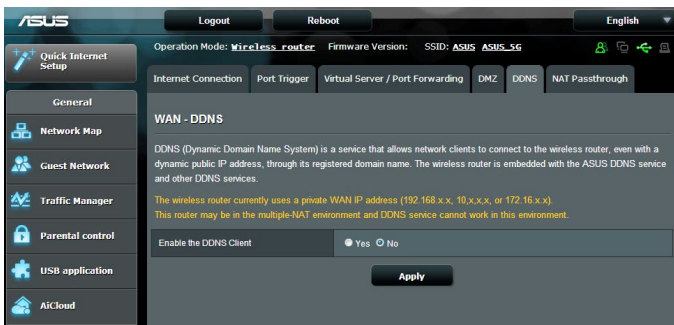 ASUS
Logout
Reboot
English
Operation Mode: Wireless router Firmware Version: SSID: ASUS ASUS_5G
Quick Internet
Setup
Internet Connection
Port Trigger
Virtual Server / Port Forwarding
DMZ
DDNS
NAT Passthrough
General
Network Map
Guest Network
Traffic Manager
Parental control
USB application
AiCloud
WAN - DDNS
DDNS (Dynamic Domain Name System) is a service that allows network clients to connect to the wireless router, even with a
dynamic public IP address, through its registered domain name. The wireless router is embedded with the ASUS DDNS service
and other DDNS services.
The wireless router currently uses a private WAN IP address (192.168.x.x, 10,x,x,x, or 172.16.x.x).
This router may be in the multiple-NAT environment and DDNS service cannot work in this environment.
Enable the DDNS Client
Yes No
Apply